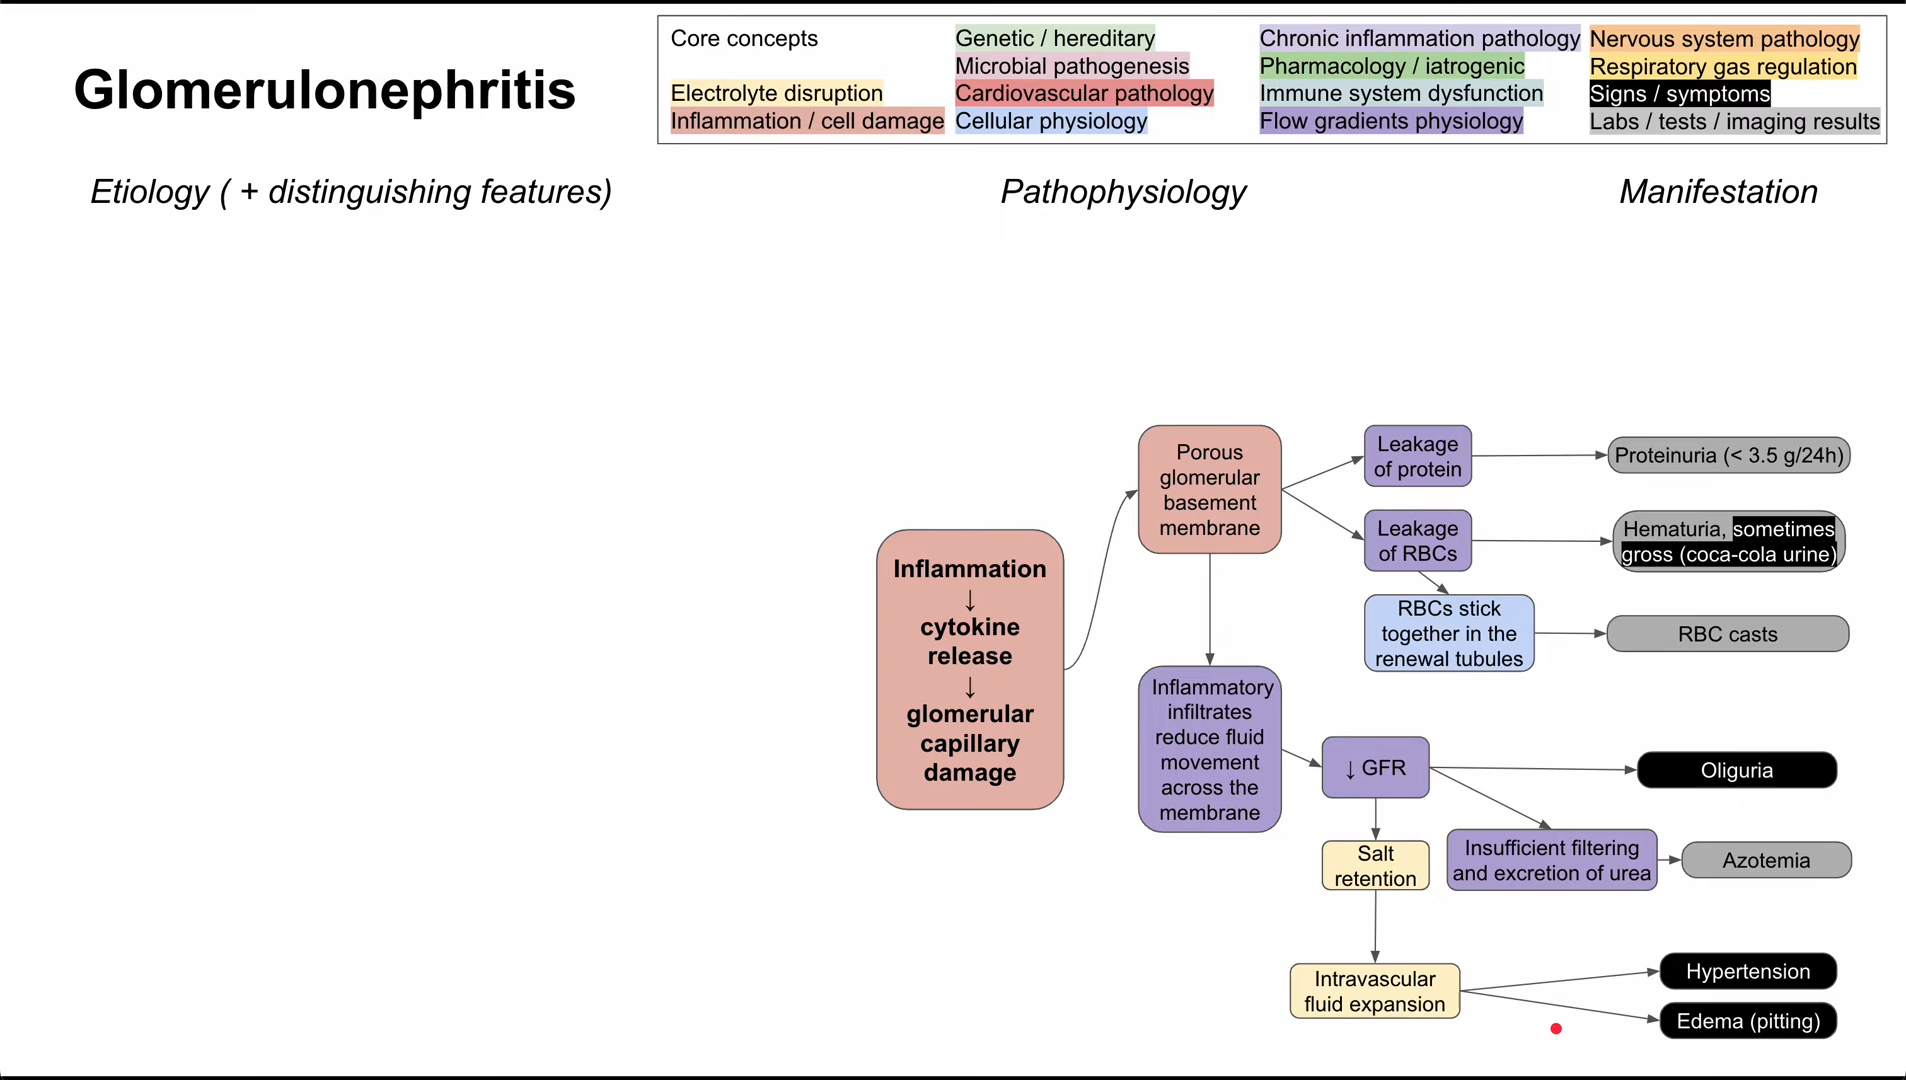 Glomerulonephritis
Core concepts
Electrolyte disruption
Inflammation / cell damage
Genetic / hereditary
Microbial pathogenesis
Cardiovascular pathology
Cellular physiology
Chronic inflammation pathology
Pharmacology / iatrogenic
Immune system dysfunction
Flow gradients physiology
Nervous system pathology
Respiratory gas regulation
Signs / symptoms
Labs / tests / imaging results
Etiology ( + distinguishing features)
Pathophysiology
Manifestation
Inflammation
↓
cytokine
release
↓
glomerular
capillary
damage
Porous
glomerular
basement
membrane
Leakage
of protein
Proteinuria (< 3.5 g/24h)
Leakage
of RBCs
Hematuria, sometimes
gross (coca-cola urine)
RBCs stick
together in the
renewal tubules
RBC casts
Inflammatory
infiltrates
reduce fluid
movement
across the
membrane
↓ GFR
Oliguria
Salt
retention
Insufficient filtering
and excretion of urea
Azotemia
Intravascular
fluid expansion
Hypertension
Edema (pitting)